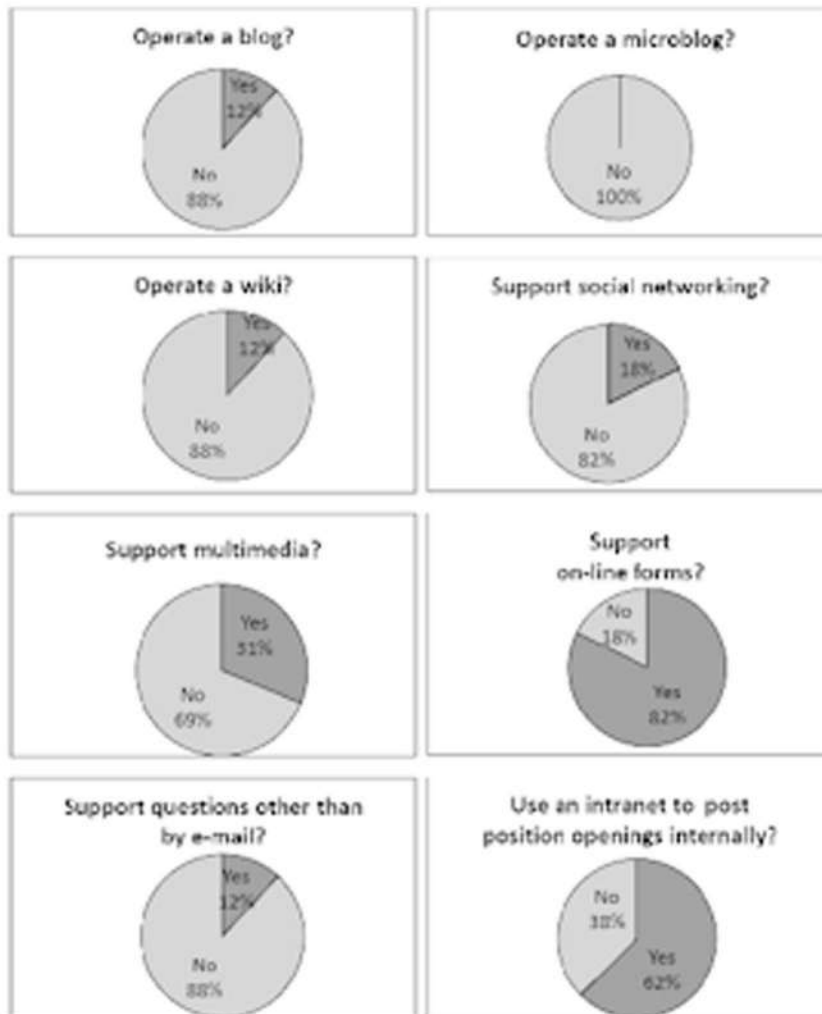 Operate a blog?
Yes
12%
No
88%
Operate a microblog?
No
100%
Operate a wiki?
Yes
12%
No
88%
Support social networking?
Yes
18%
No
82%
Support multimedia?
Yes
31%
No
69%
Support
on-line forms?
No
18%
Yes
82%
Support questions other than
by e-mail?
Yes
12%
No
88%
Use an intranet to post
position openings internally?
No
38%
Yes
62%